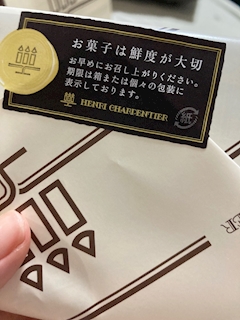 お菓子は鮮度が大切
お早めにお召し上がりください。
期限は箱または個々の包装に
表示しております。
HENRI CHARPENTIER
紙
ER